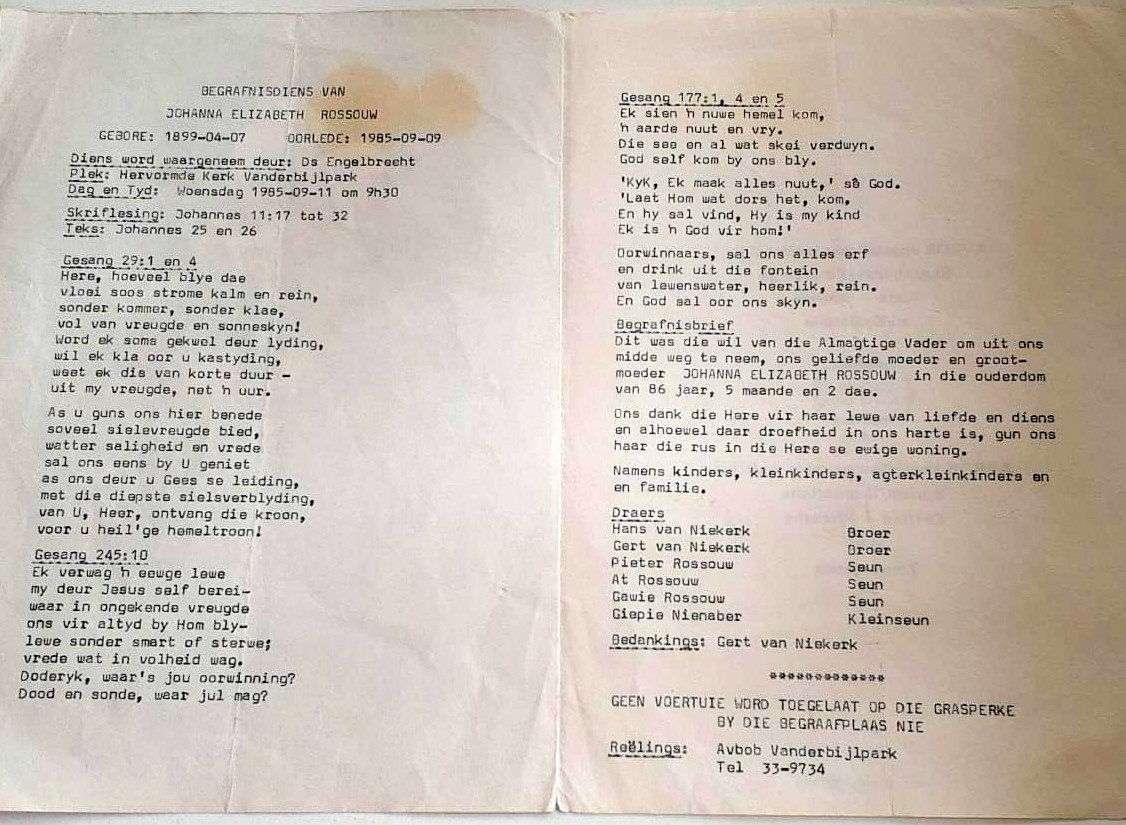 BEGRAFNISDIENS VAN
JOHANNA ELIZABETH ROSSOUW
GEBORE: 1899-04-07 OORLEDE: 1985-09-09
Diens word waargeneem deur: Ds Engelbrecht
Plek: Hervormde Kerk Vanderbijlpark
Dag en Tyd: Woensdag 1985-09-11 om 9h30
Skriflesing: Johannes 11:17 tot 32
Teks: Johannes 25 en 26
Gesang 29:1 en 4
Here, hoeveel blye dae
vloei soos strome kalm en rein,
sonder kommer, sonder klae,
vol van vreugde en sonneskyn!
Word ek soms gekwel deur lyding,
wil ek kla oor u kastyding,
weet ek dis van korte duur -
uit my vreugde, net 'n uur.
As u guns ons hier benede
soveel sielevreugde bied,
watter saligheid en vrede
sal ons eens by U geniet
as ons deur u Gees se leiding,
met die diepste sielsverblyding,
van U, Heer, ontvang die kroon,
voor u heil'ge hemeltroon!
Gesang 245:10
Ek verwag 'n eewge lewe
my deur Jesus self berei-
waar in ongekende vreugde
ons vir altyd by Hom bly-
lewe sonder smart of sterwe;
vrede wat in volheid wag.
Doderyk, waar's jou oorwinning?
Dood en sonde, waar jul mag?
Gesang 177:1, 4 en 5
Ek sien 'n nuwe hemel kom,
'n aarde nuut en vry.
Die see en al wat skei verdwyn.
God self kom by ons bly.
'KyK, Ek maak alles nuut,' sê God.
'Laat Hom wat dors het, kom.
En hy sal vind, Hy is my kind
Ek is 'n God vir hom!'
Oorwinnaars, sal ons alles erf
en drink uit die fontein
van lewenswater, heerlik, rein.
En God sal oor ons skyn.
Begrafnisbrief
Dit was die wil van die Almagtige Vader om uit ons
midde weg te neem, ons geliefde moeder en groot-
moeder JOHANNA ELIZABETH ROSSOUW in die ouderdom
van 86 jaar, 5 maande en 2 dae.
Ons dank die Here vir haar lewe van liefde en diens
en alhoewel daar droefheid in ons harte is, gun ons
haar die rus in die Here se ewige woning.
Namens kinders, kleinkinders, agterkleinkinders en
en familie.
Draers
Hans van Niekerk Broer
Gert van Niekerk Broer
Pieter Rossouw Seun
At Rossouw Seun
Gawie Rossouw Seun
Giepie Nienaber Kleinseun
Bedankings: Gert van Niekerk
*************
GEEN VOERTUIE WORD TOEGELAAT OP DIE GRASPERKE
BY DIE BEGRAAFPLAAS NIE
Reëlings: Avbob Vanderbijlpark
Tel 33-9734